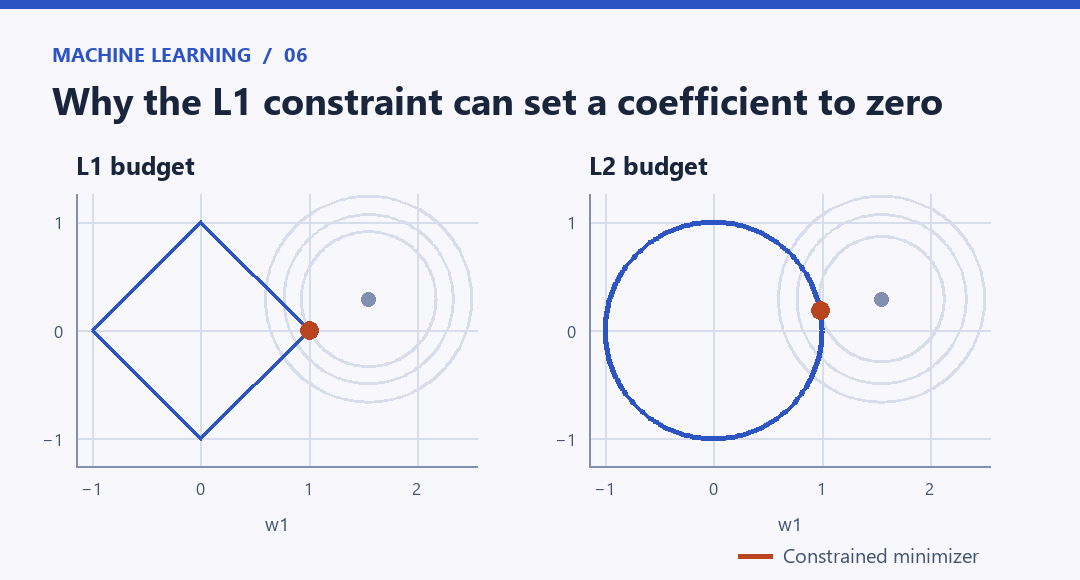 MACHINE LEARNING / 06
Why the L1 constraint can set a coefficient to zero
L1 budget
1
0
−1
−1 0 1 2
w1
L2 budget
1
0
−1
−1 0 1 2
w1
Constrained minimizer